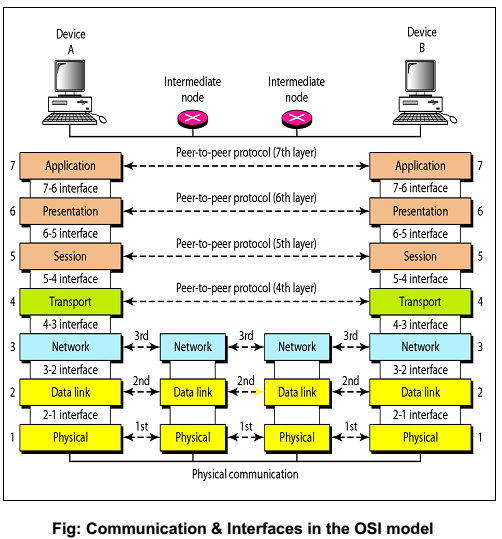 Device
A
Device
B
Intermediate
node
Intermediate
node
7 Application Peer-to-peer protocol (7th layer) Application 7
7-6 interface 7-6 interface
6 Presentation Peer-to-peer protocol (6th layer) Presentation 6
6-5 interface 6-5 interface
5 Session Peer-to-peer protocol (5th layer) Session 5
5-4 interface 5-4 interface
4 Transport Peer-to-peer protocol (4th layer) Transport 4
4-3 interface 4-3 interface
3 Network 3rd Network 3rd Network 3rd Network 3
3-2 interface 3-2 interface
2 Data link 2nd Data link 2nd Data link 2nd Data link 2
2-1 interface 2-1 interface
1 Physical 1st Physical 1st Physical 1st Physical 1
Physical communication
Fig: Communication & Interfaces in the OSI model